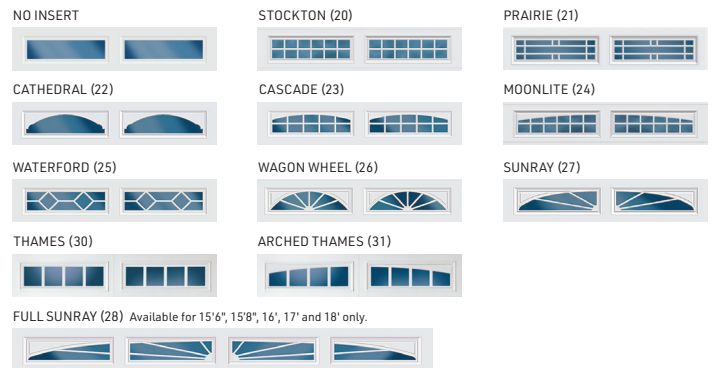 NO INSERT
STOCKTON (20)
PRAIRIE (21)
CATHEDRAL (22)
CASCADE (23)
MOONLITE (24)
WATERFORD (25)
WAGON WHEEL (26)
SUNRAY (27)
THAMES (30)
ARCHED THAMES (31)
FULL SUNRAY (28) Available for 15'6", 15'8", 16', 17' and 18' only.